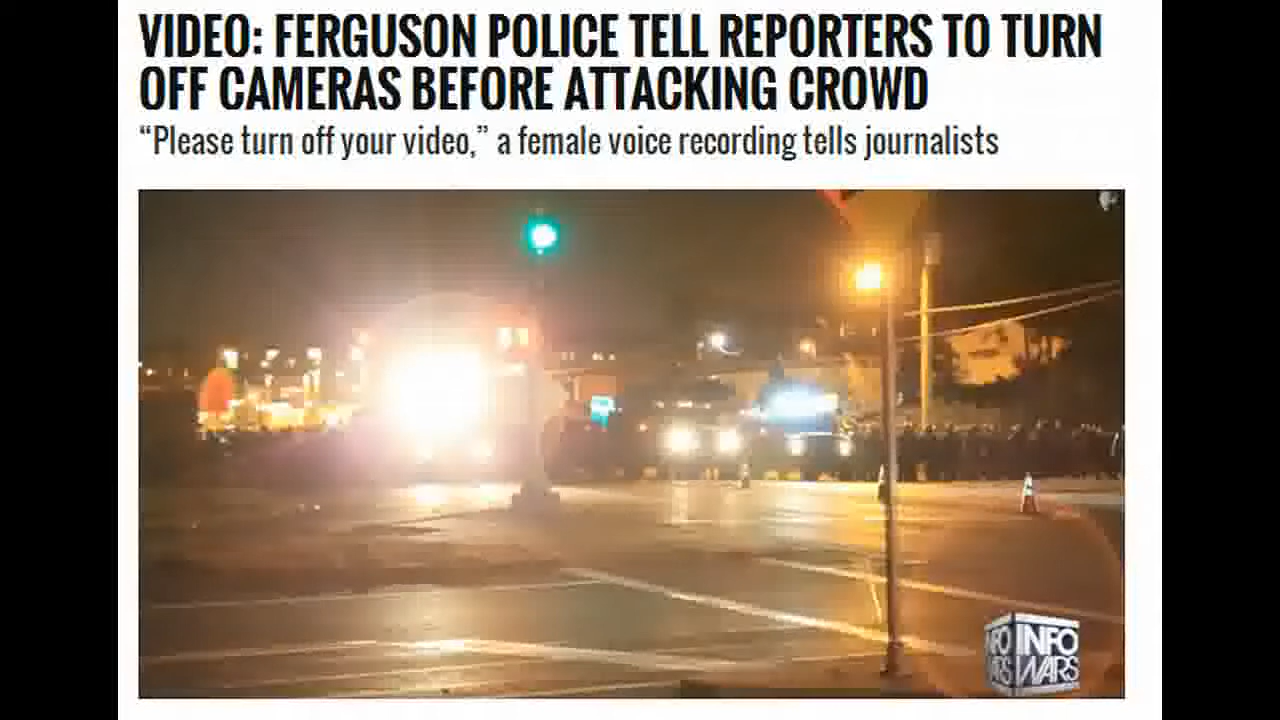 VIDEO: FERGUSON POLICE TELL REPORTERS TO TURN
OFF CAMERAS BEFORE ATTACKING CROWD
“Please turn off your video,” a female voice recording tells journalists
INFO
WARS